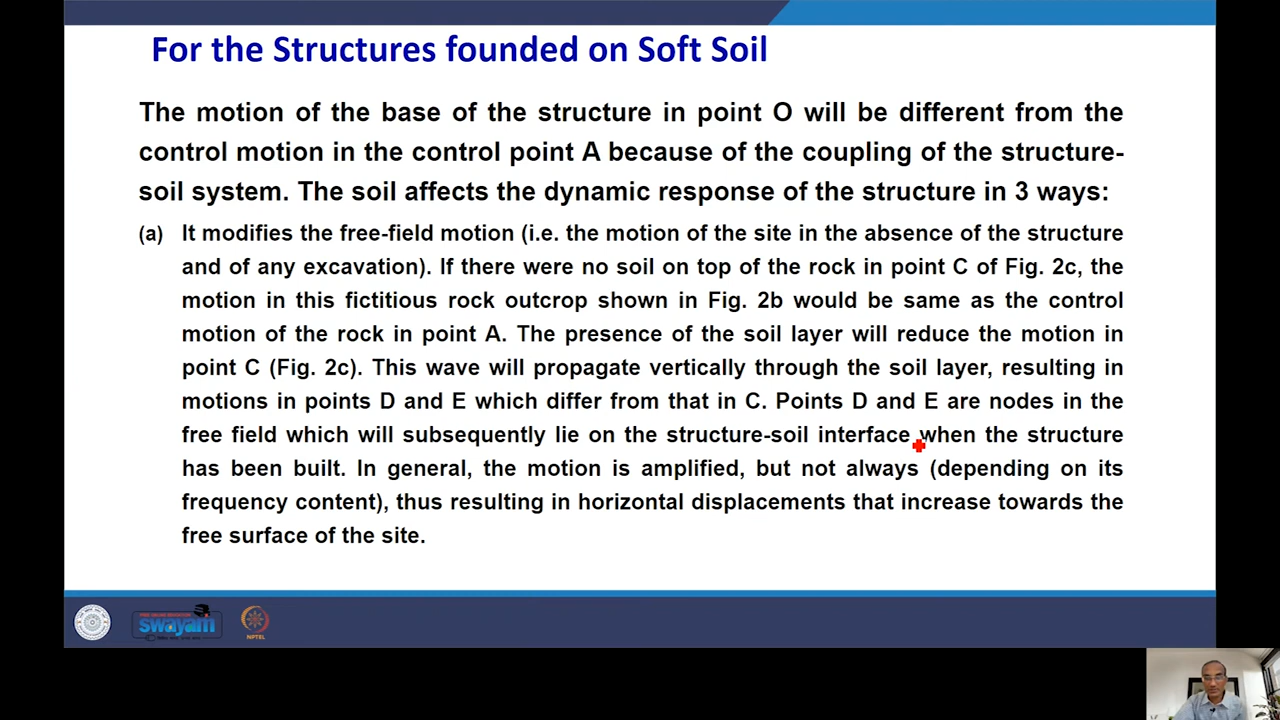 For the Structures founded on Soft Soil
The motion of the base of the structure in point O will be different from the
control motion in the control point A because of the coupling of the structure-
soil system. The soil affects the dynamic response of the structure in 3 ways:
(a) It modifies the free-field motion (i.e. the motion of the site in the absence of the structure
and of any excavation). If there were no soil on top of the rock in point C of Fig. 2c, the
motion in this fictitious rock outcrop shown in Fig. 2b would be same as the control
motion of the rock in point A. The presence of the soil layer will reduce the motion in
point C (Fig. 2c). This wave will propagate vertically through the soil layer, resulting in
motions in points D and E which differ from that in C. Points D and E are nodes in the
free field which will subsequently lie on the structure-soil interface when the structure
has been built. In general, the motion is amplified, but not always (depending on its
frequency content), thus resulting in horizontal displacements that increase towards the
free surface of the site.
swayam
NPTEL